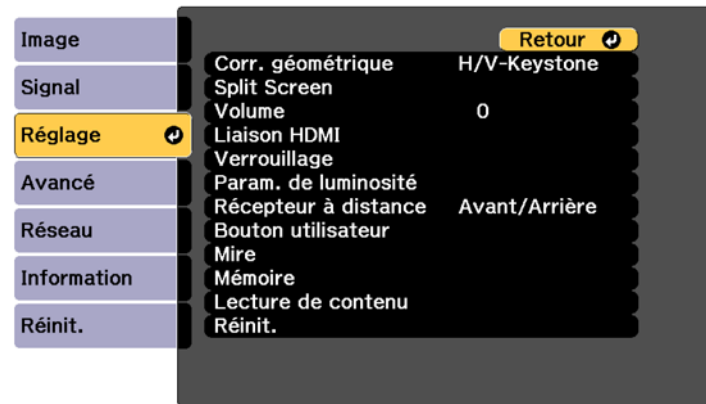 Image
Signal
Réglage
Avancé
Réseau
Information
Réinit.
Retour
Corr. géométrique H/V-Keystone
Split Screen
Volume 0
Liaison HDMI
Verrouillage
Param. de luminosité
Récepteur à distance Avant/Arrière
Bouton utilisateur
Mire
Mémoire
Lecture de contenu
Réinit.